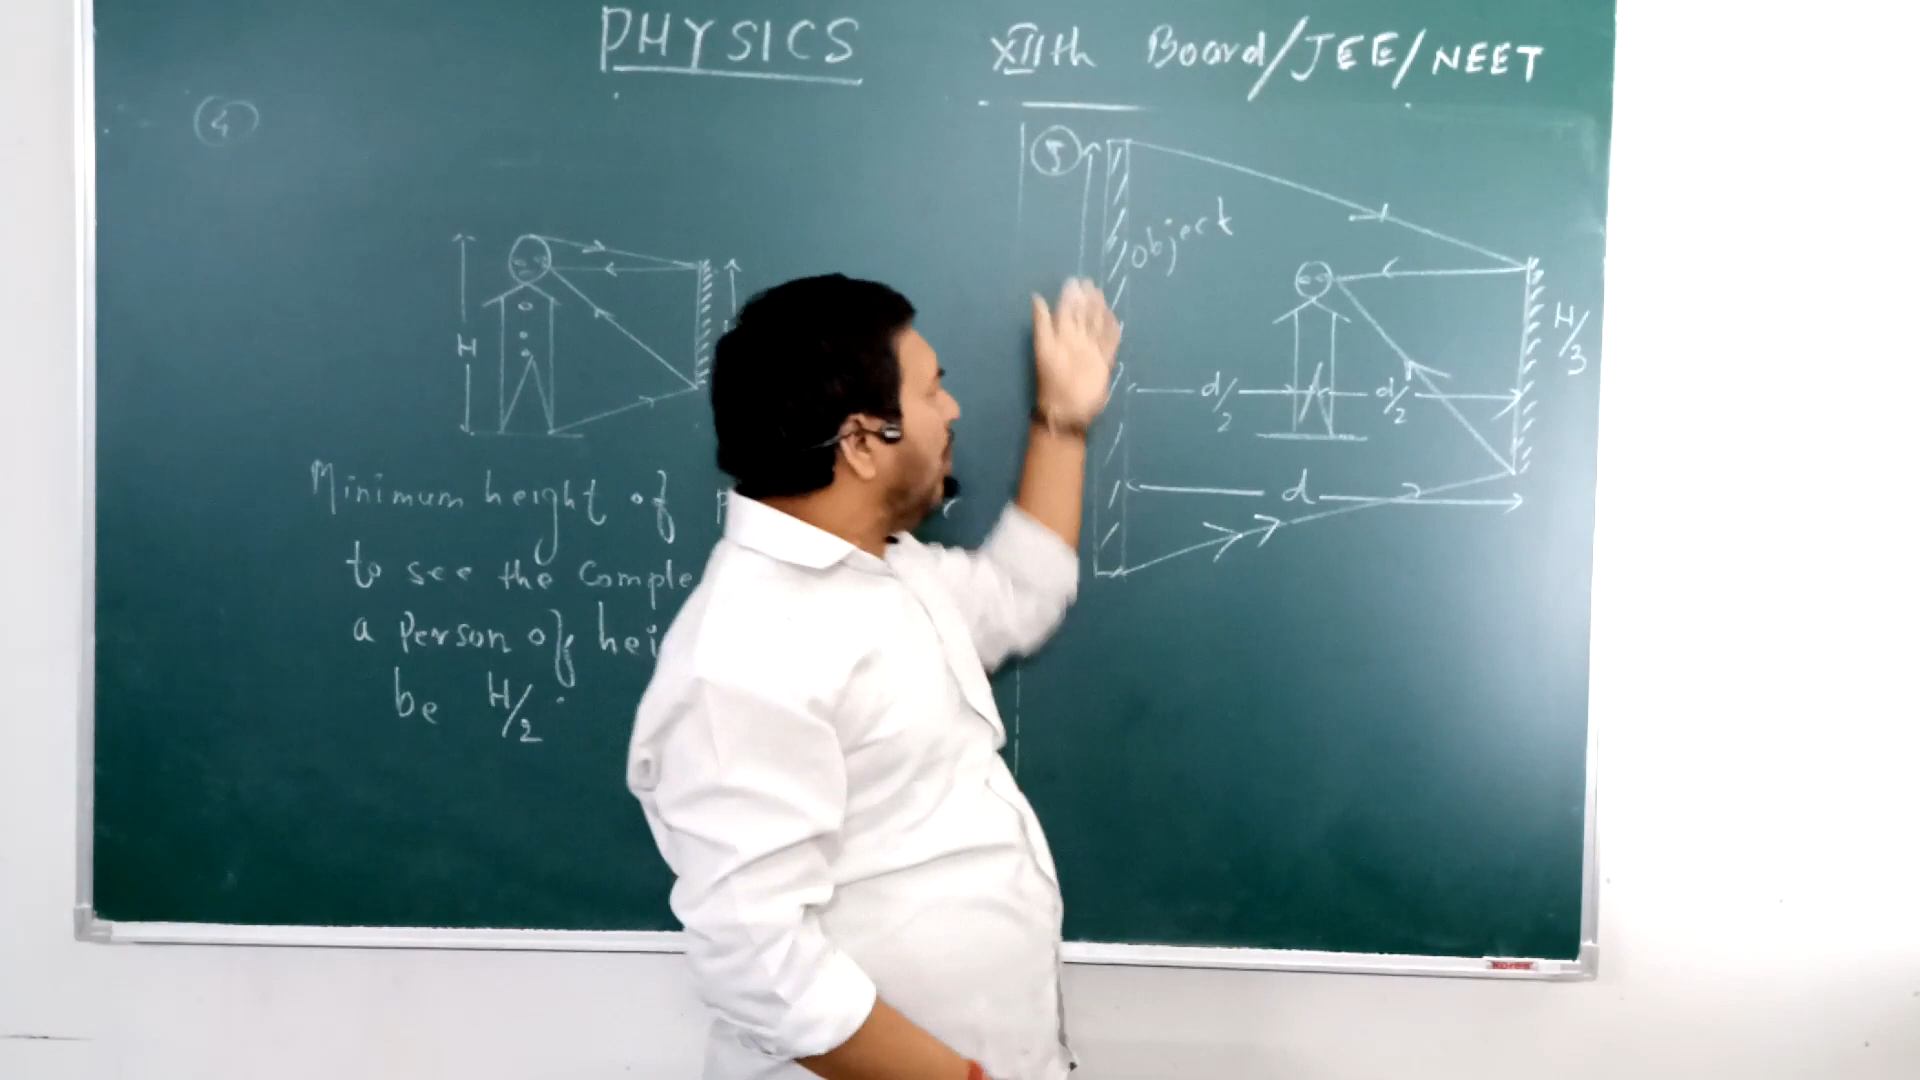 PHYSICS
XIIth Board/JEE/NEET
4
H
Minimum height of
to see the Comple
a Person of hei
be H/2
5
object
H/3
d/2
d/2
d
Kores